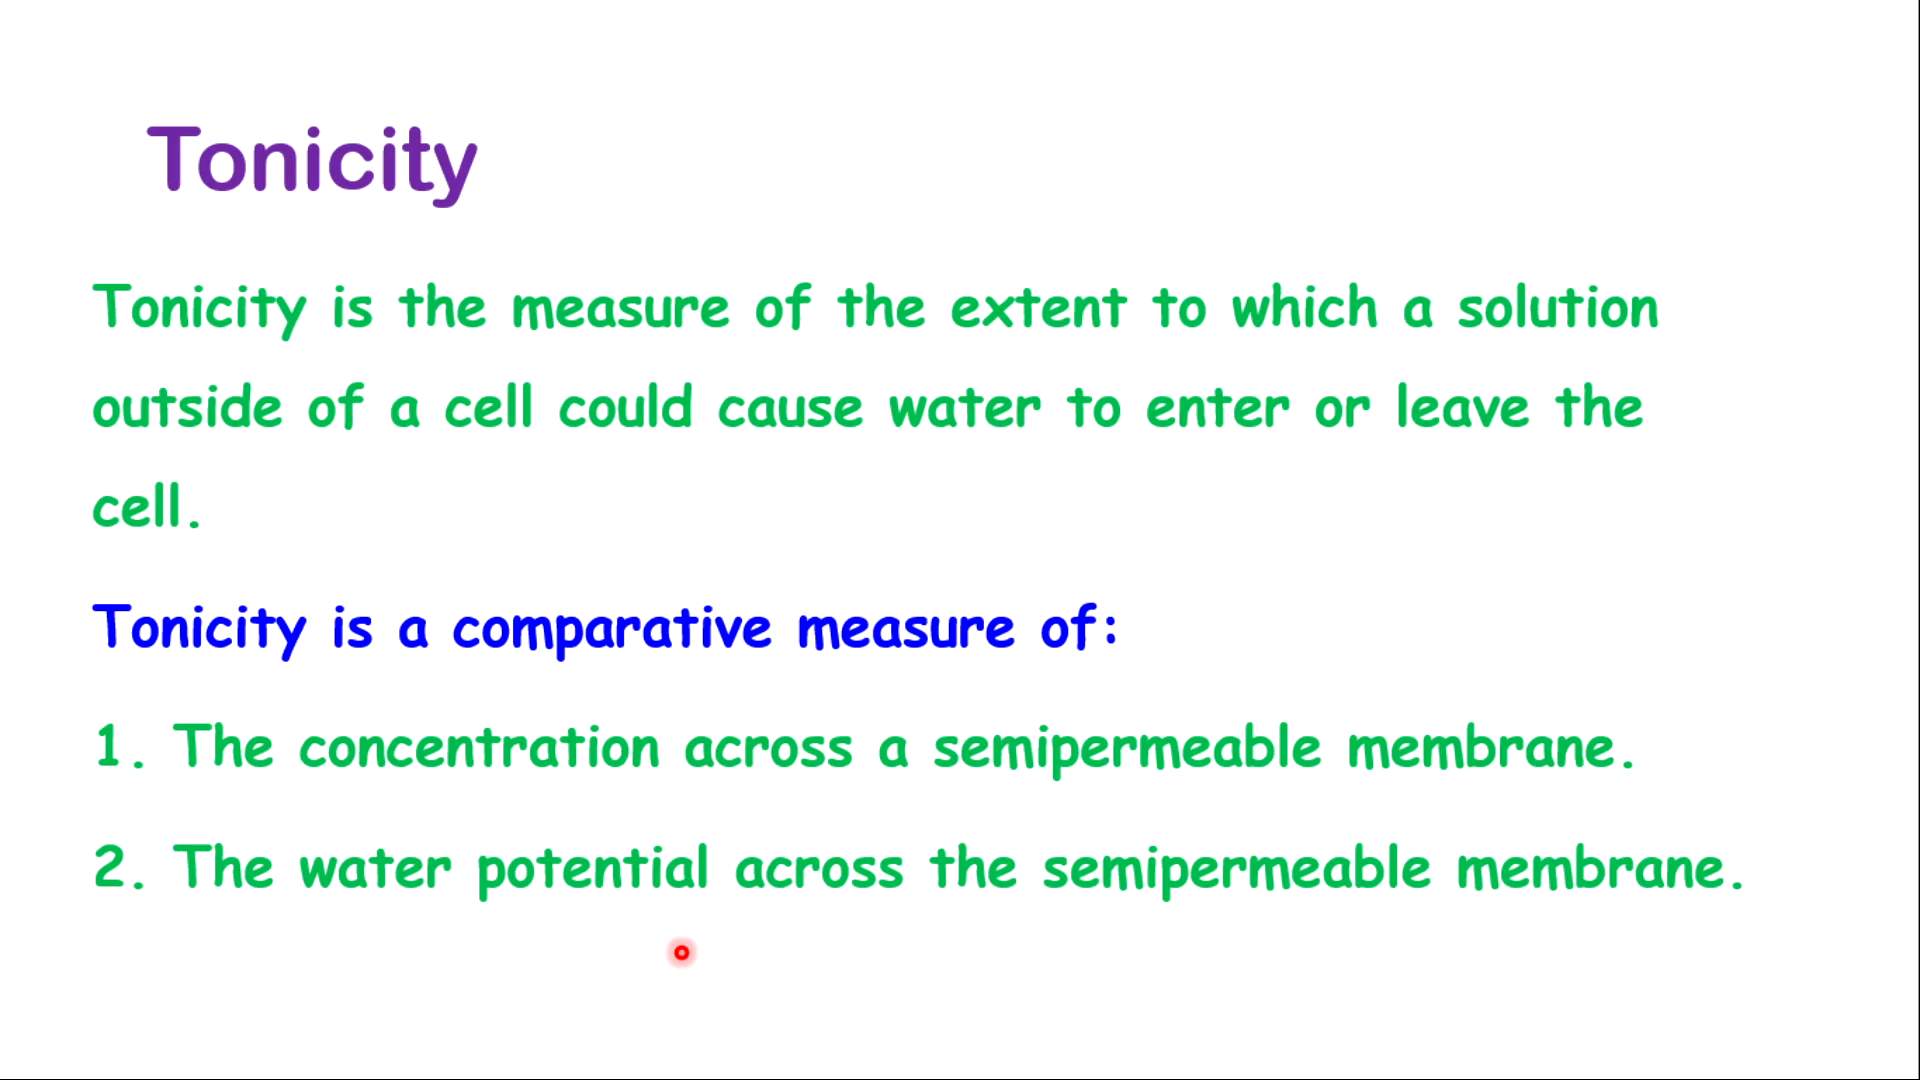 Tonicity
Tonicity is the measure of the extent to which a solution
outside of a cell could cause water to enter or leave the
cell.
Tonicity is a comparative measure of:
1. The concentration across a semipermeable membrane.
2. The water potential across the semipermeable membrane.